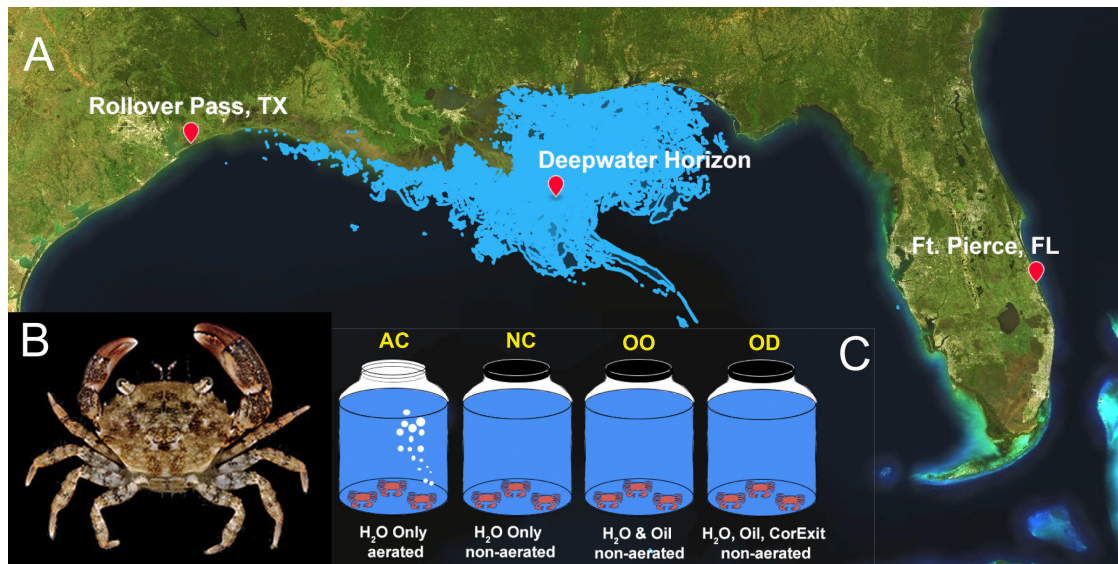 A
Rollover Pass, TX
Deepwater Horizon
Ft. Pierce, FL
B
AC
NC
OO
OD
C
H₂O Only
aerated
H₂O Only
non-aerated
H₂O & Oil
non-aerated
H₂O, Oil, CorExit
non-aerated